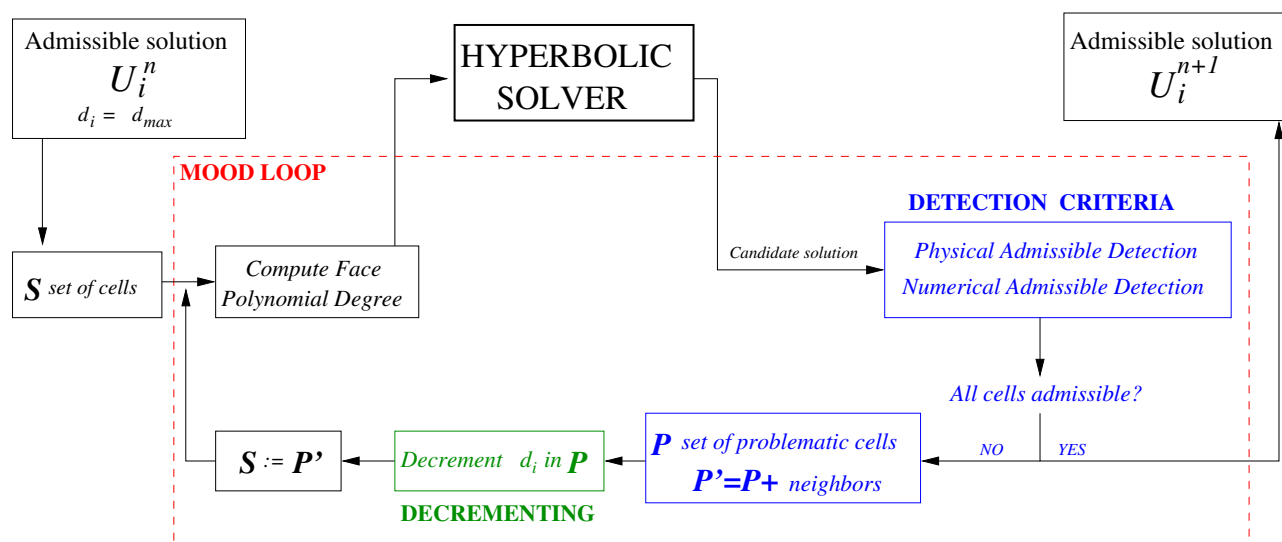 Admissible solution
U_i^n
d_i = d_max
HYPERBOLIC
SOLVER
Admissible solution
U_i^{n+1}
MOOD LOOP
DETECTION CRITERIA
S set of cells
Compute Face
Polynomial Degree
Candidate solution
Physical Admissible Detection
Numerical Admissible Detection
All cells admissible?
NO
YES
P set of problematic cells
P'=P+ neighbors
Decrement d_i in P
DECREMENTING
S := P'